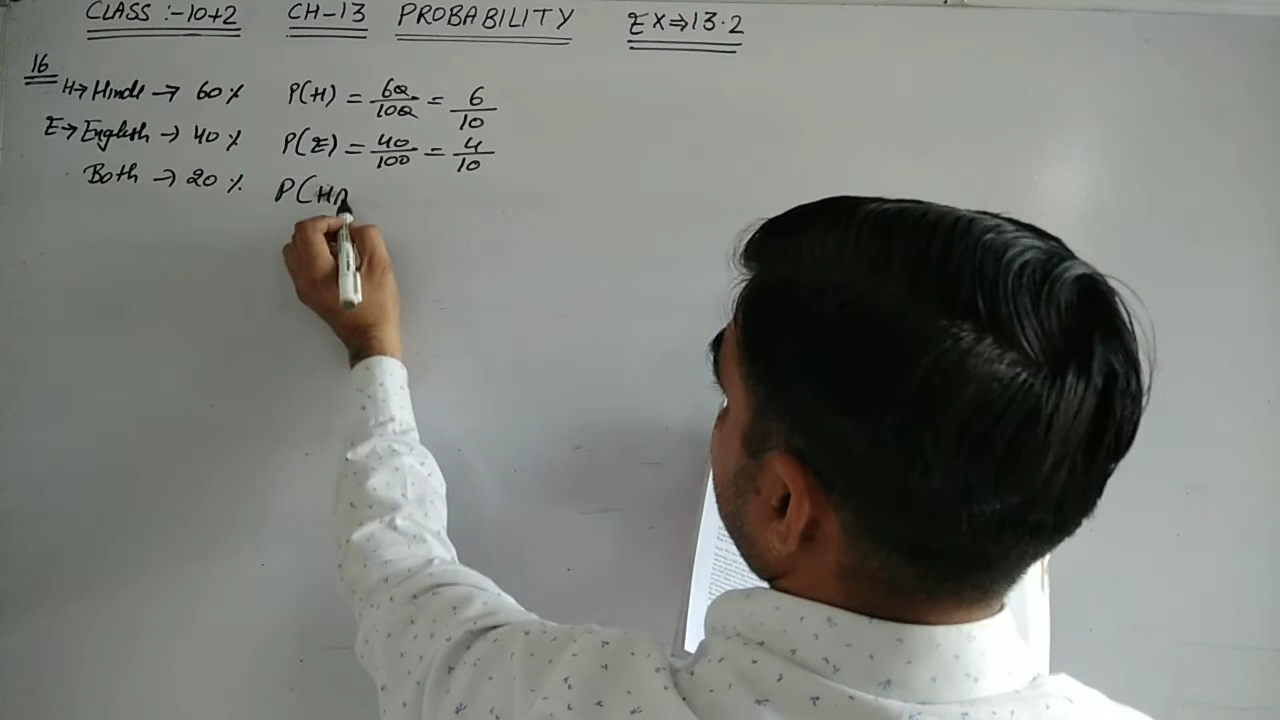 CLASS :- 10+2 CH-13 PROBABILITY EX⇒13.2
16
H→ Hindi → 60 % P(H) = 60/100 = 6/10
E→ English → 40 % P(E) = 40/100 = 4/10
Both → 20 % P(H∩